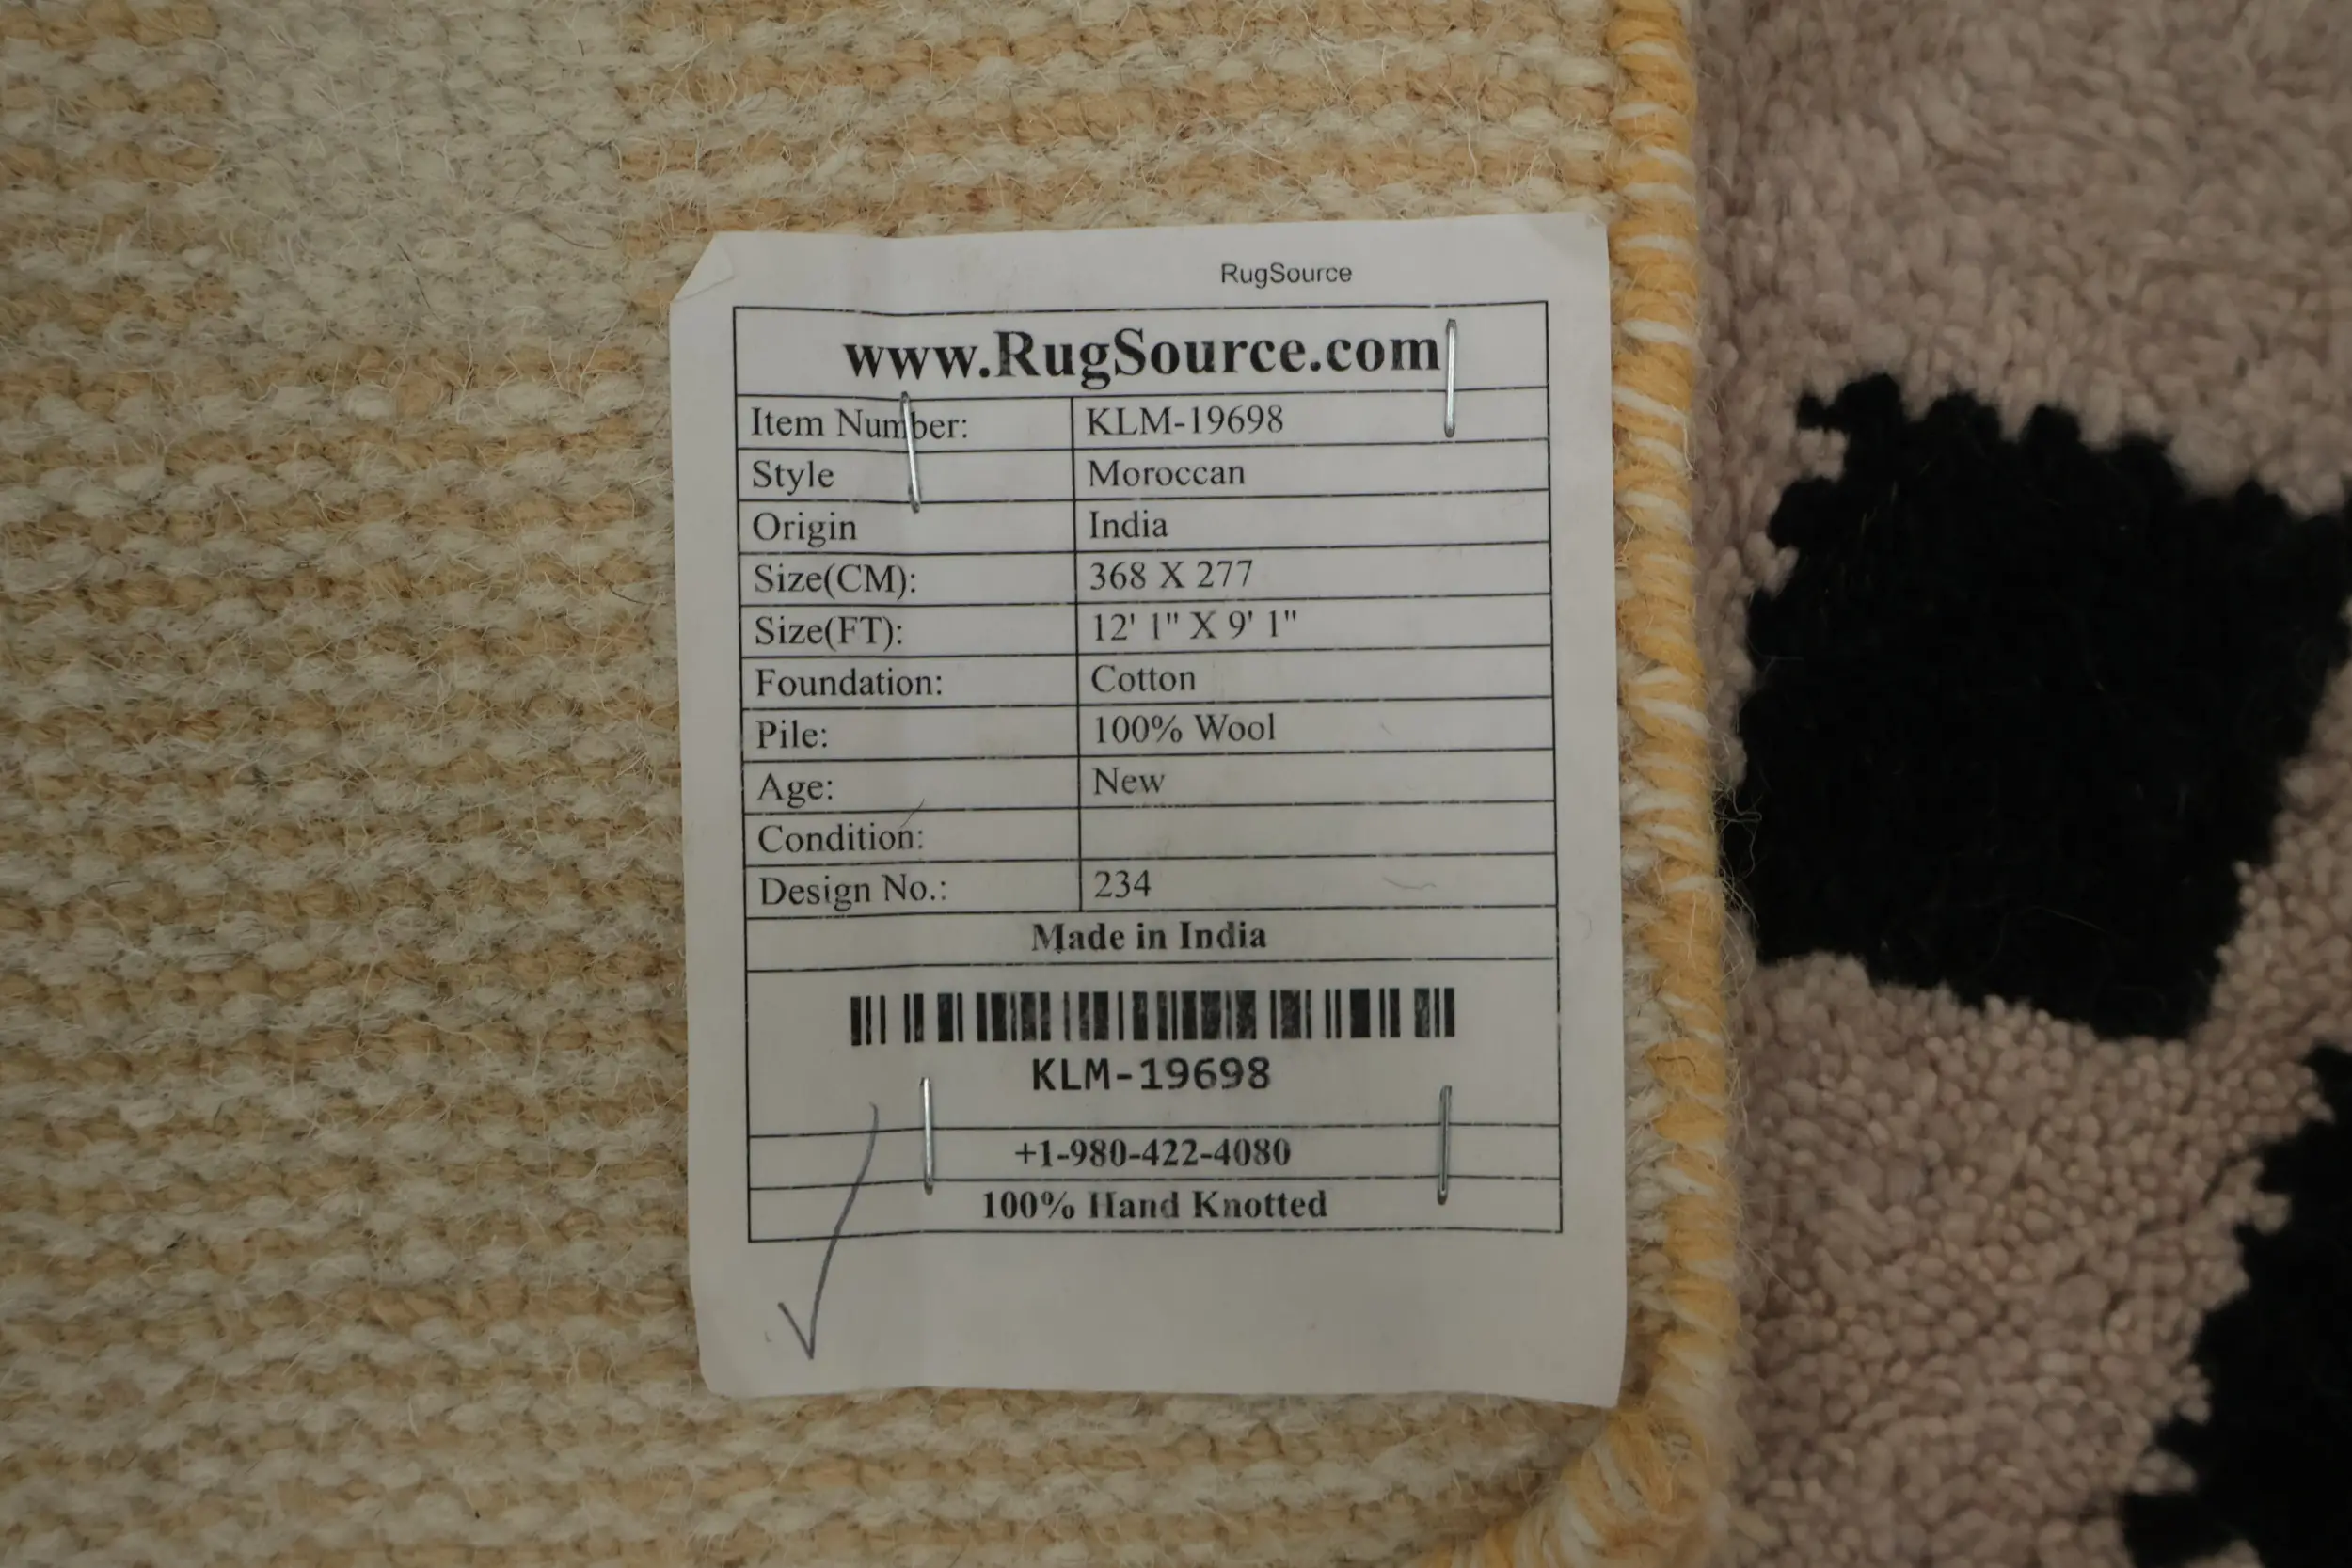 RugSource
www.RugSource.com
Item Number: KLM-19698
Style Moroccan
Origin India
Size(CM): 368 X 277
Size(FT): 12' 1" X 9' 1"
Foundation: Cotton
Pile: 100% Wool
Age: New
Condition:
Design No.: 234
Made in India
KLM-19698
+1-980-422-4080
100% Hand Knotted